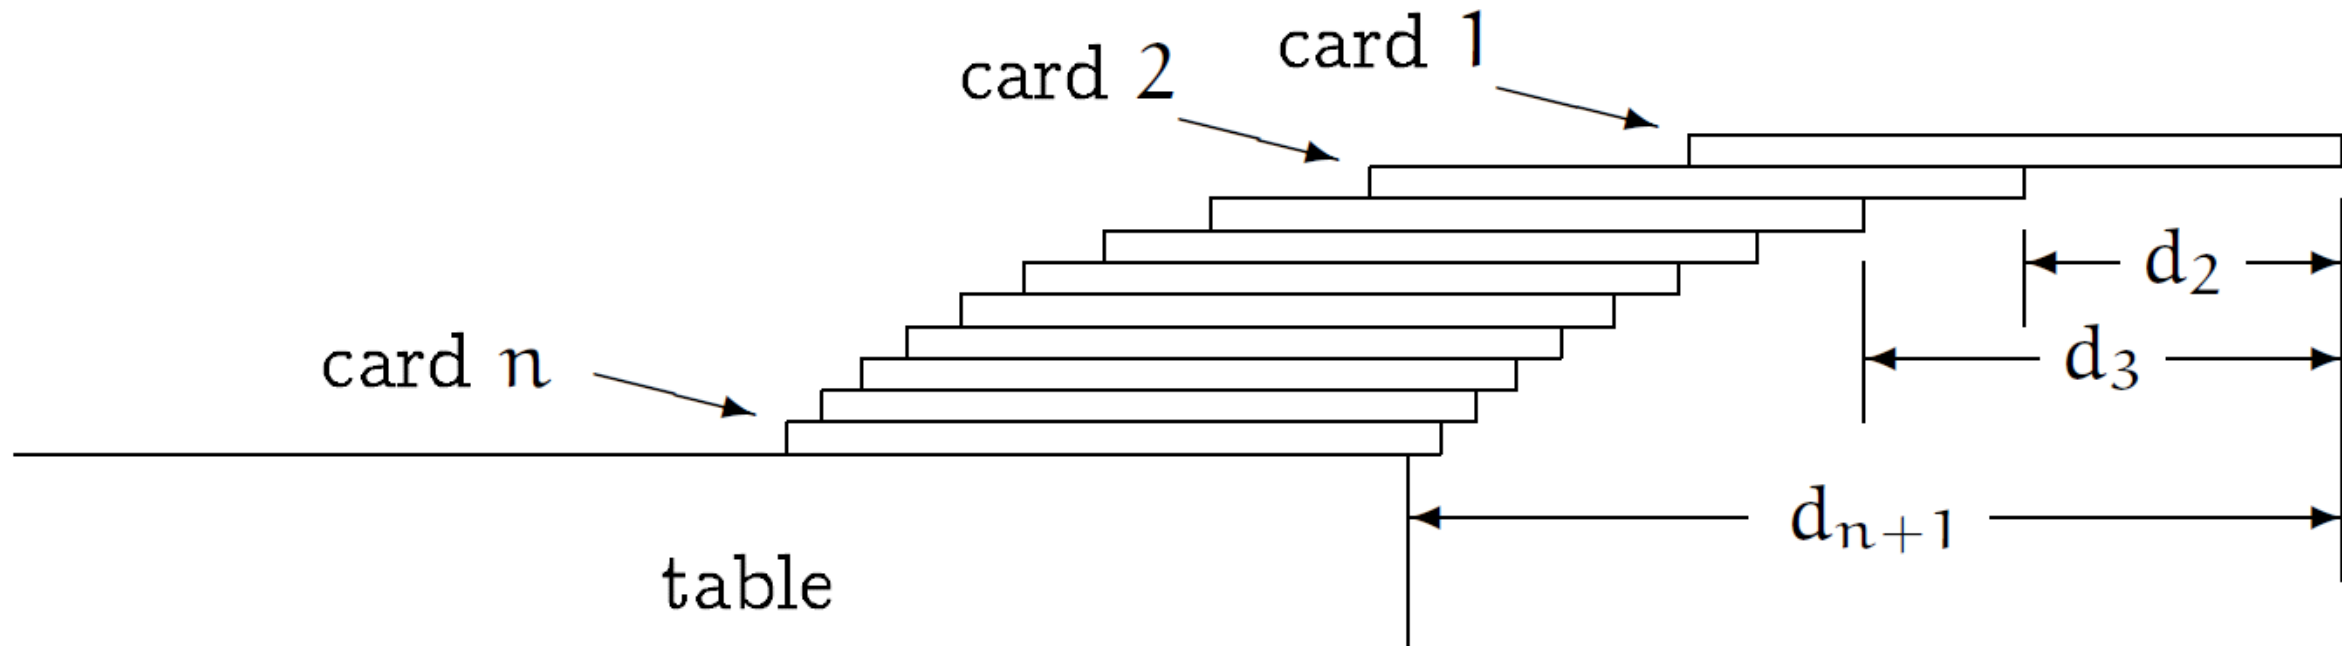 card 1
card 2
d₂
d₃
card n
dₙ₊₁
table